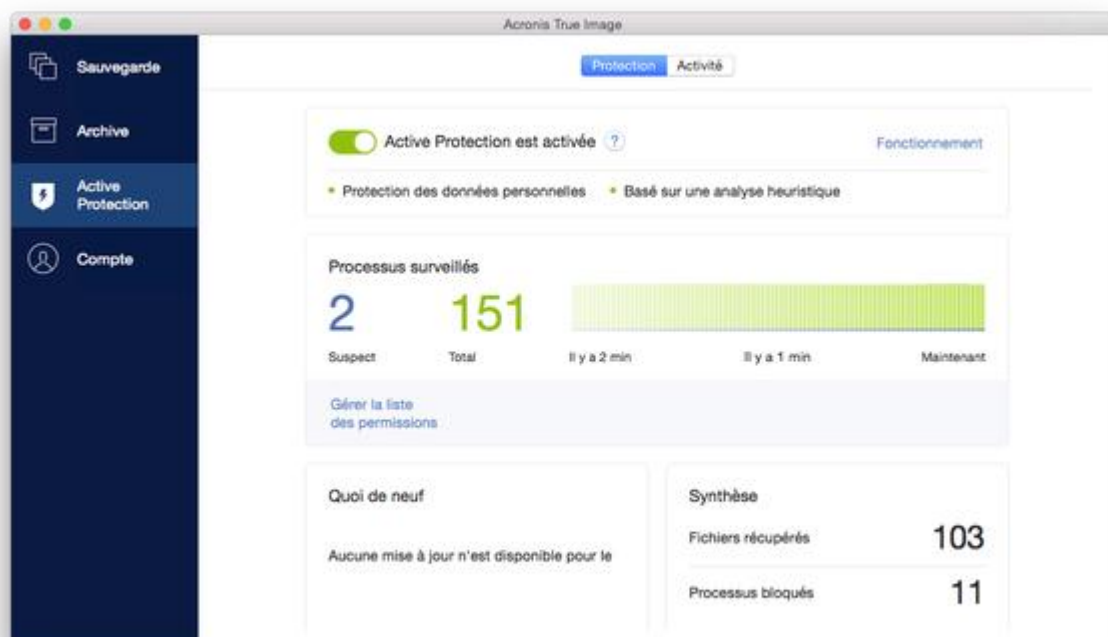 Acronis True Image
Sauvegarde
Archive
Active
Protection
Compte
Protection Activité
Active Protection est activée ?
Fonctionnement
• Protection des données personnelles • Basé sur une analyse heuristique
Processus surveillés
2 151
Suspect Total Il y a 2 min Il y a 1 min Maintenant
Gérer la liste
des permissions
Quoi de neuf
Aucune mise à jour n'est disponible pour le
Synthèse
Fichiers récupérés 103
Processus bloqués 11